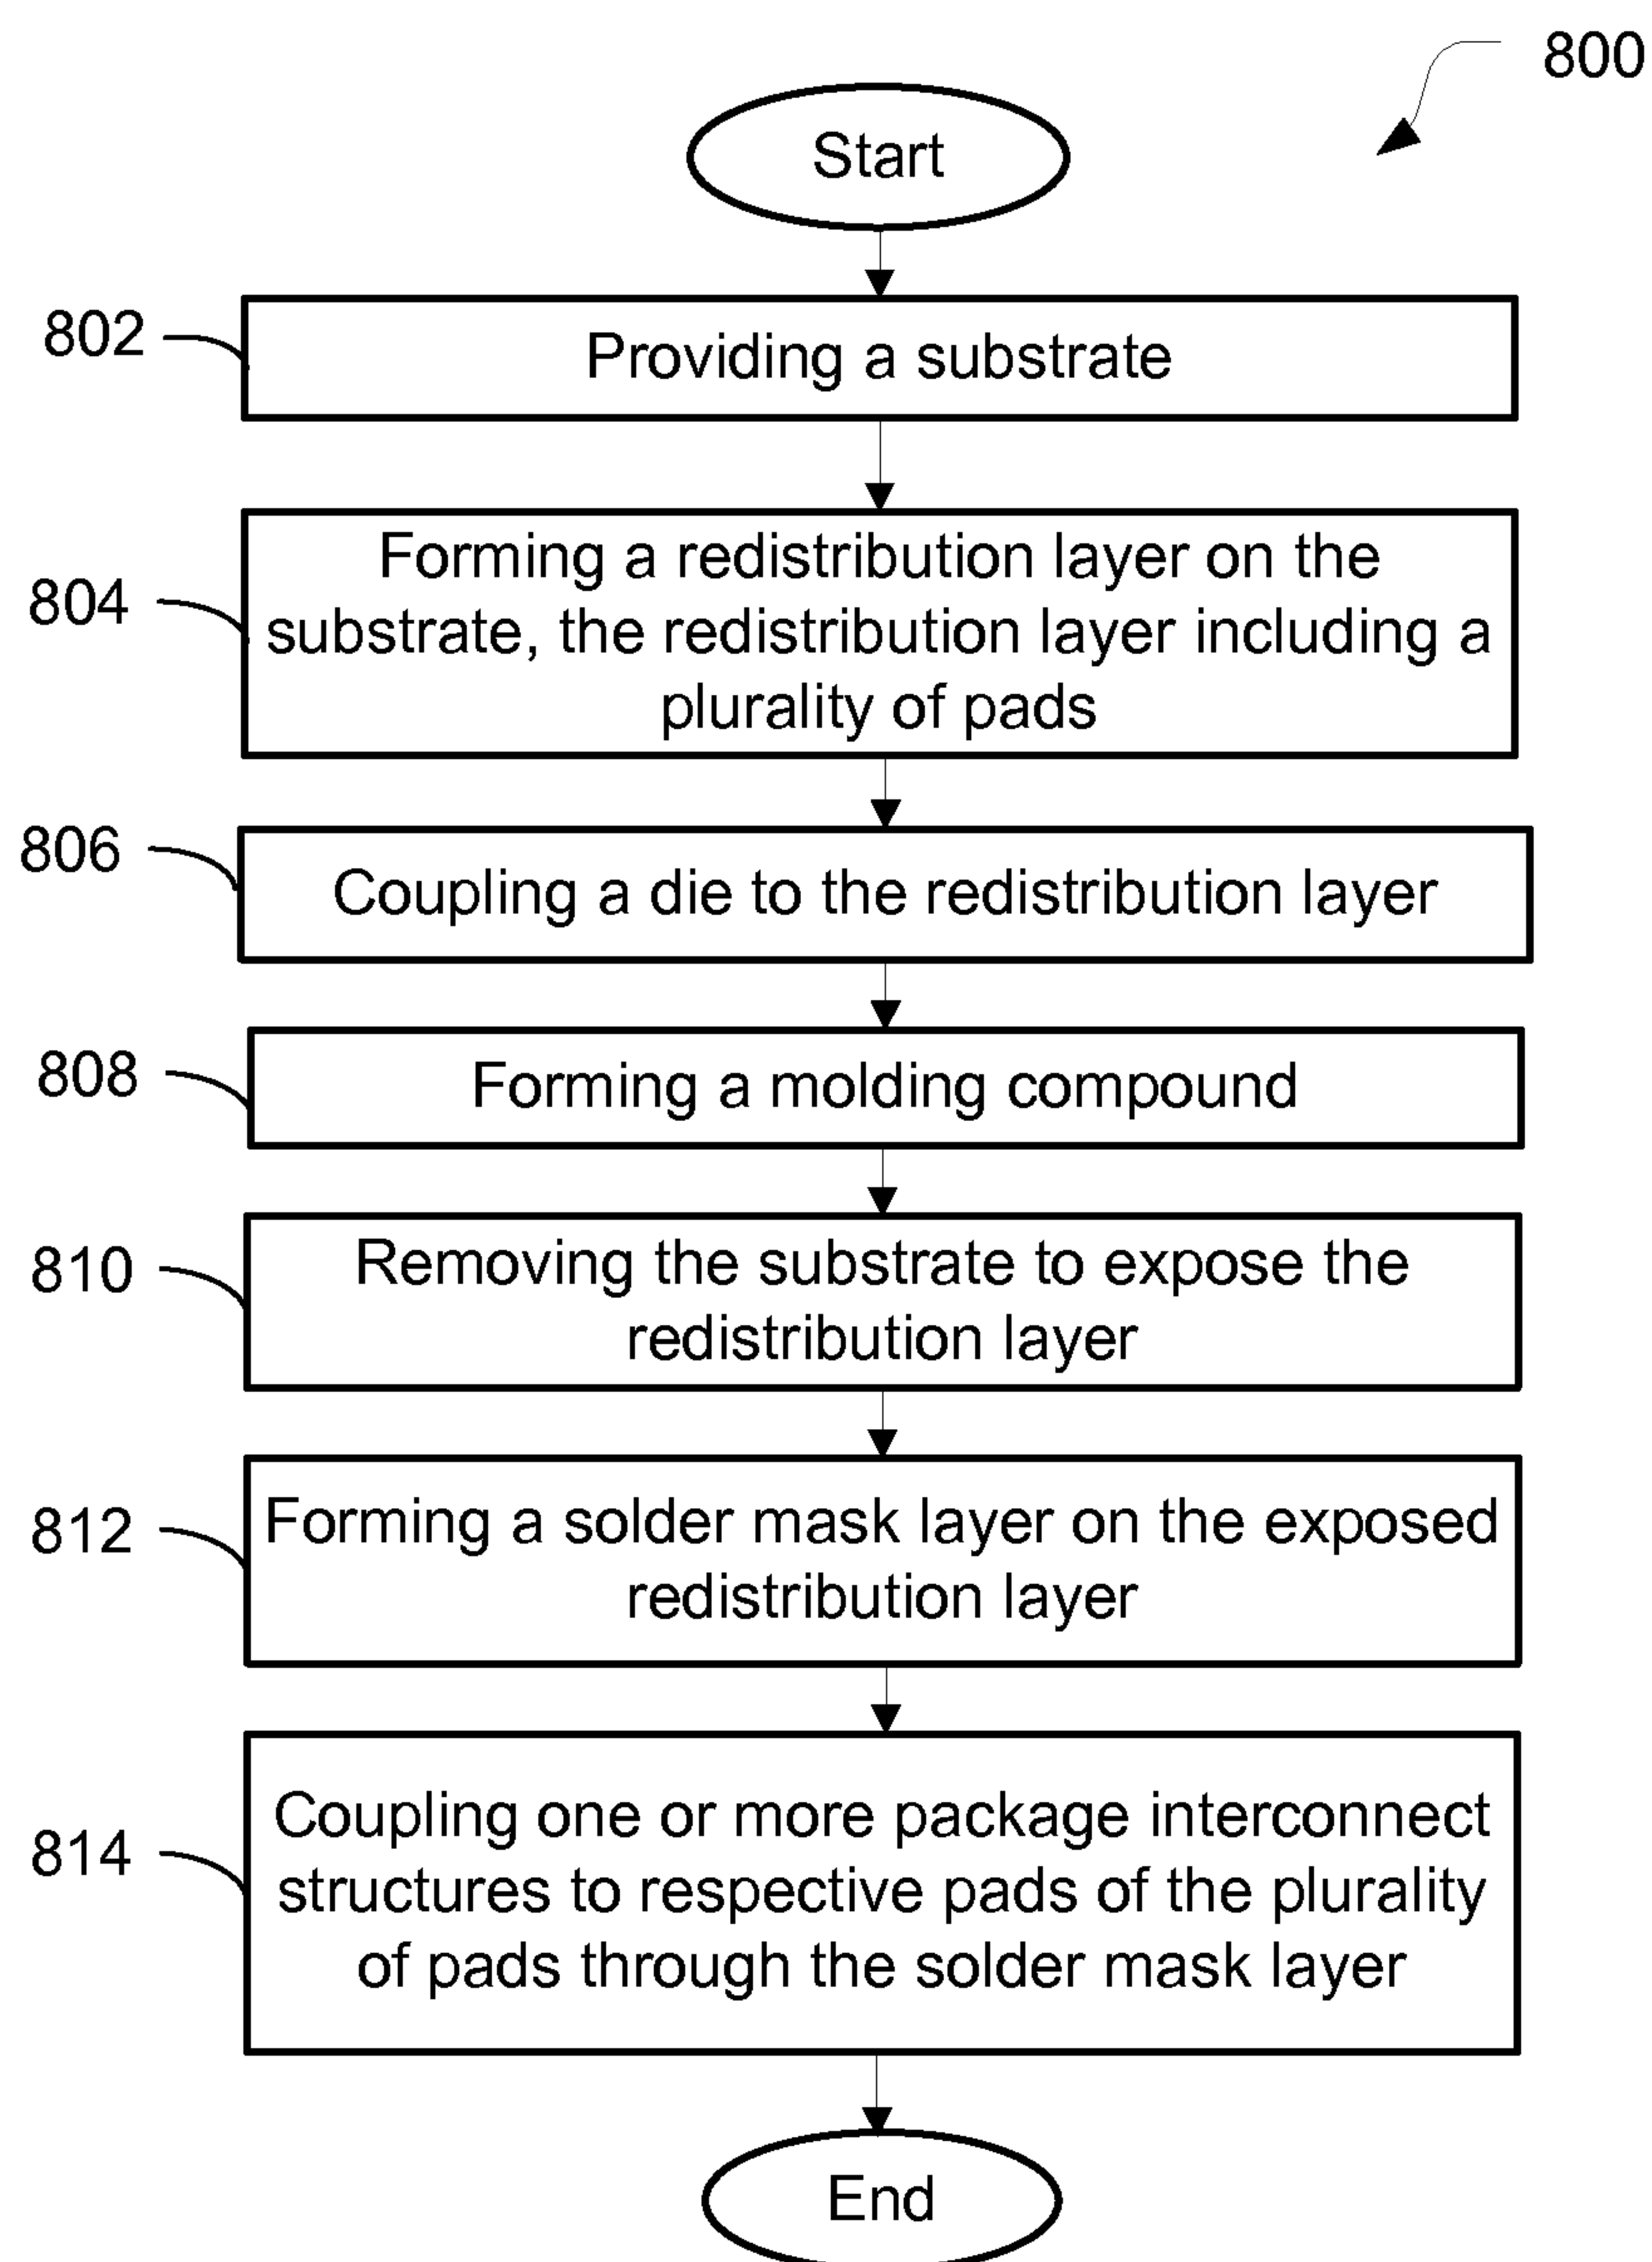 800
Start
802
Providing a substrate
804
Forming a redistribution layer on the
substrate, the redistribution layer including a
plurality of pads
806
Coupling a die to the redistribution layer
808
Forming a molding compound
810
Removing the substrate to expose the
redistribution layer
812
Forming a solder mask layer on the exposed
redistribution layer
814
Coupling one or more package interconnect
structures to respective pads of the plurality
of pads through the solder mask layer
End